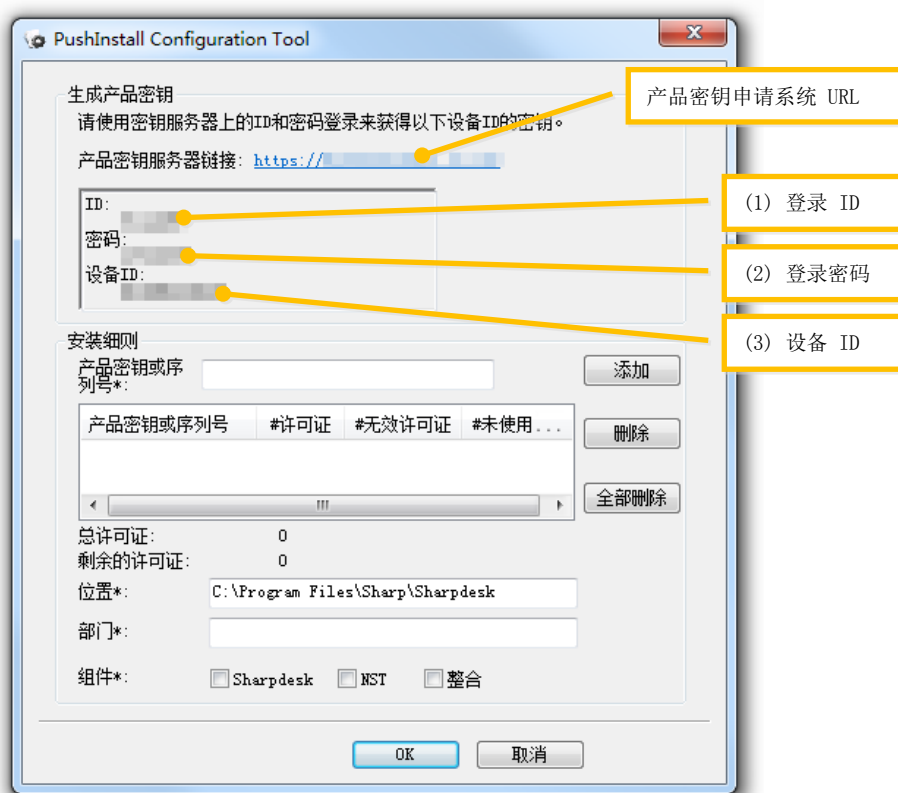 PushInstall Configuration Tool
生成产品密钥
产品密钥申请系统 URL
请使用密钥服务器上的ID和密码登录来获得以下设备ID的密钥。
产品密钥服务器链接: https://
ID:
(1) 登录 ID
密码:
(2) 登录密码
设备ID:
(3) 设备 ID
安装细则
产品密钥或序
列号*:
添加
产品密钥或序列号 #许可证 #无效许可证 #未使用...
删除
全部删除
总许可证: 0
剩余的许可证: 0
位置*: C:\Program Files\Sharp\Sharpdesk
部门*:
组件*: Sharpdesk NST 整合
OK 取消